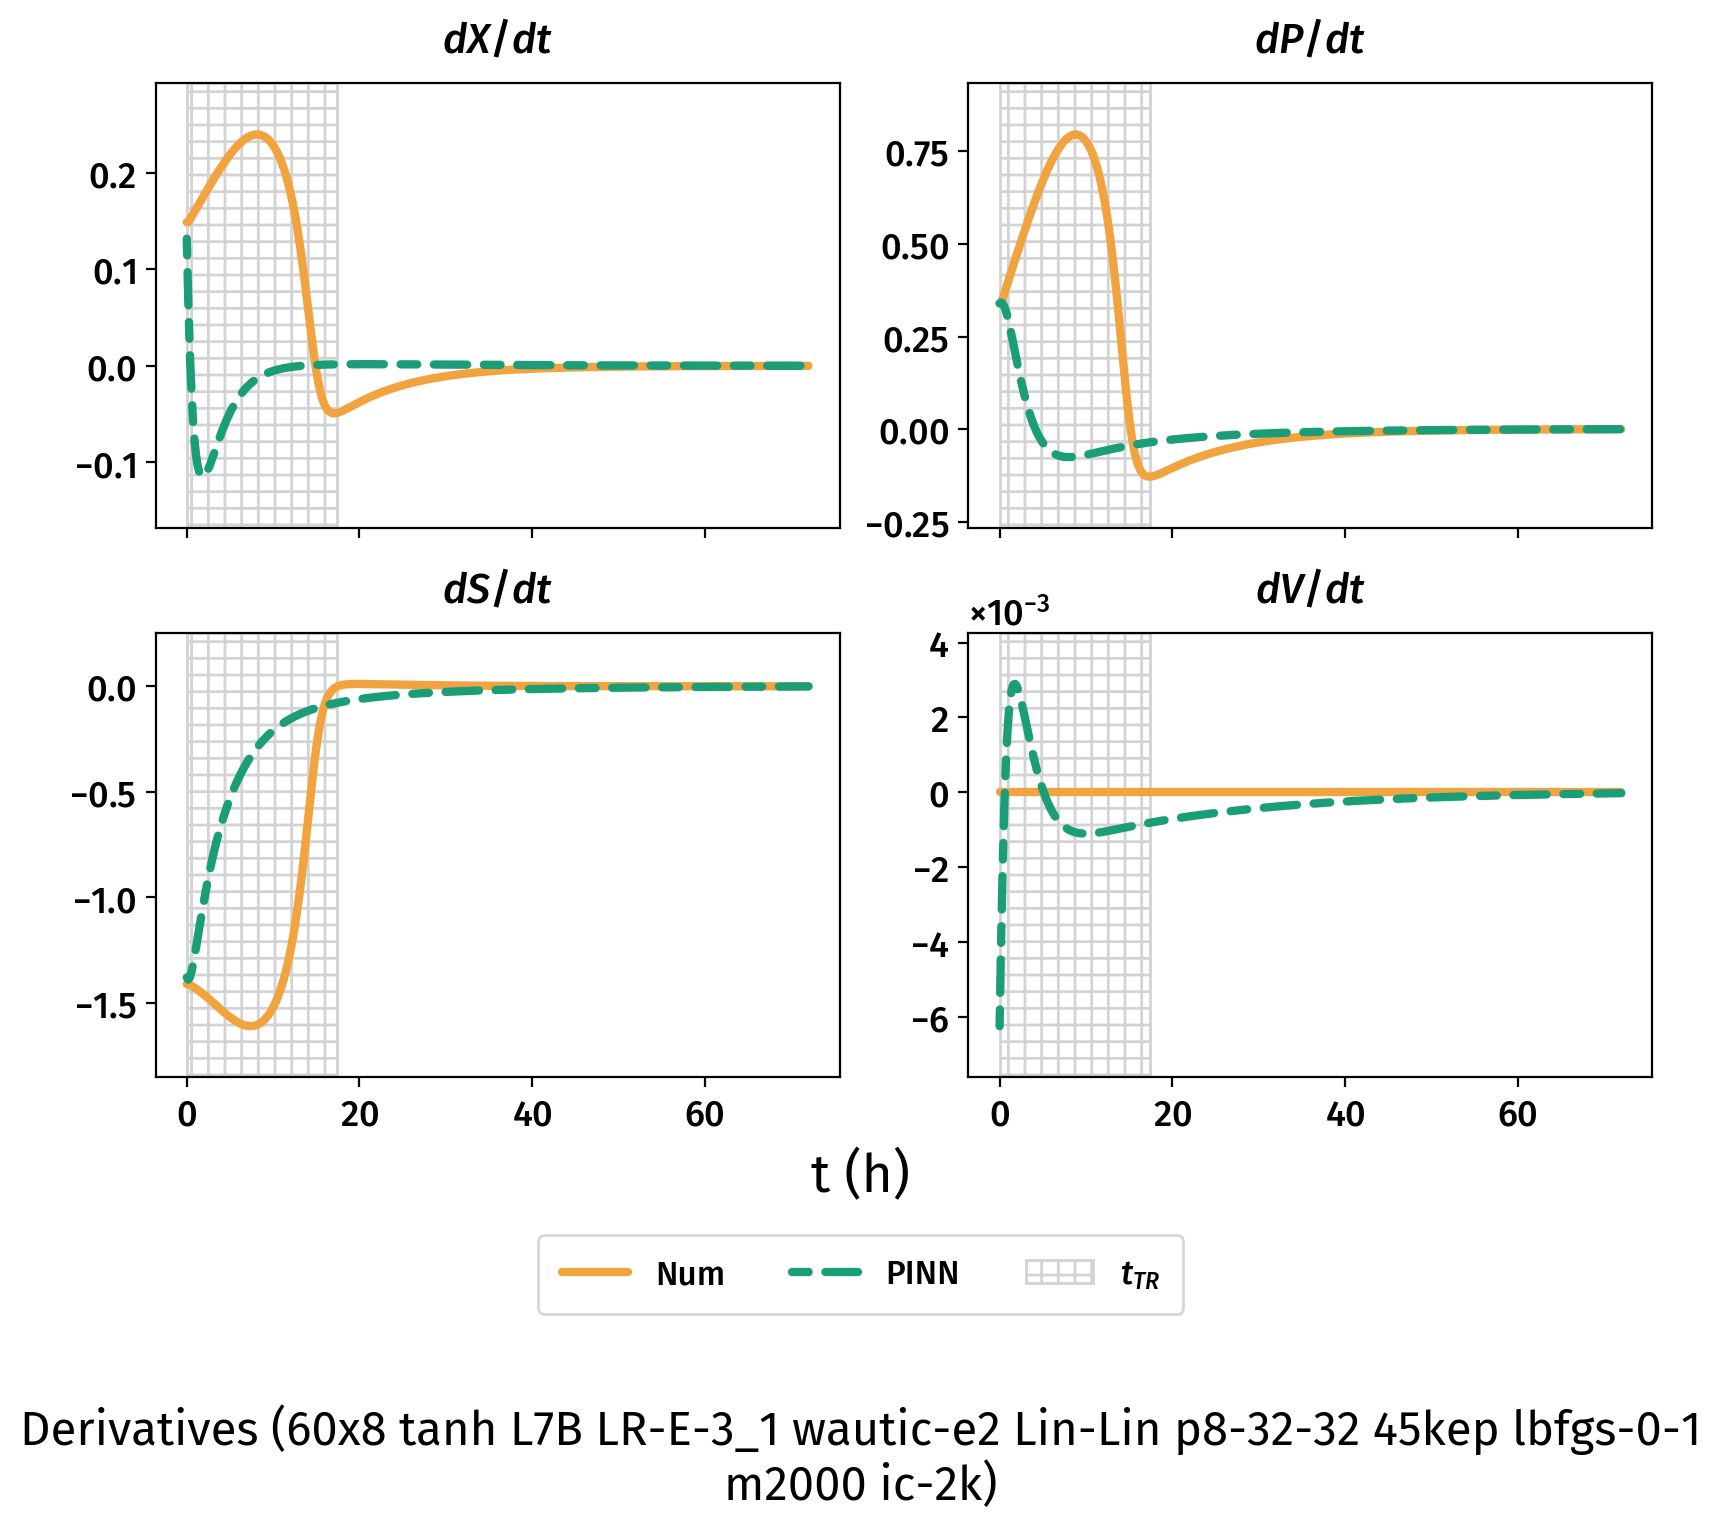 dX/dt
dP/dt
0.2
0.1
0.0
−0.1
0.75
0.50
0.25
0.00
−0.25
dS/dt
dV/dt
×10⁻³
0.0
−0.5
−1.0
−1.5
4
2
0
−2
−4
−6
0 20 40 60
0 20 40 60
t (h)
Num PINN t_TR
Derivatives (60x8 tanh L7B LR-E-3_1 wautic-e2 Lin-Lin p8-32-32 45kep lbfgs-0-1
m2000 ic-2k)